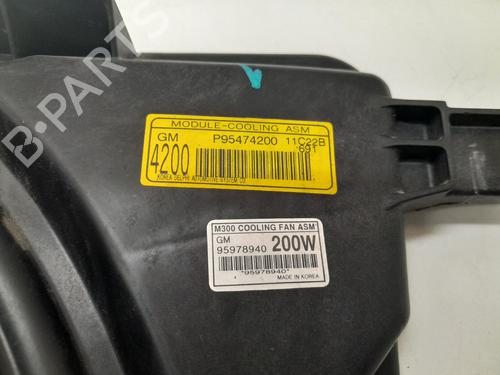 MODULE-COOLING ASM
GM P95474200 11C22B
4200 691
KOREA DELPHI AUTOMOTIVE SYSTEM CO
M300 COOLING FAN ASM
GM
95978940 200W
*95978940*
MADE IN KOREA
B-PARTS